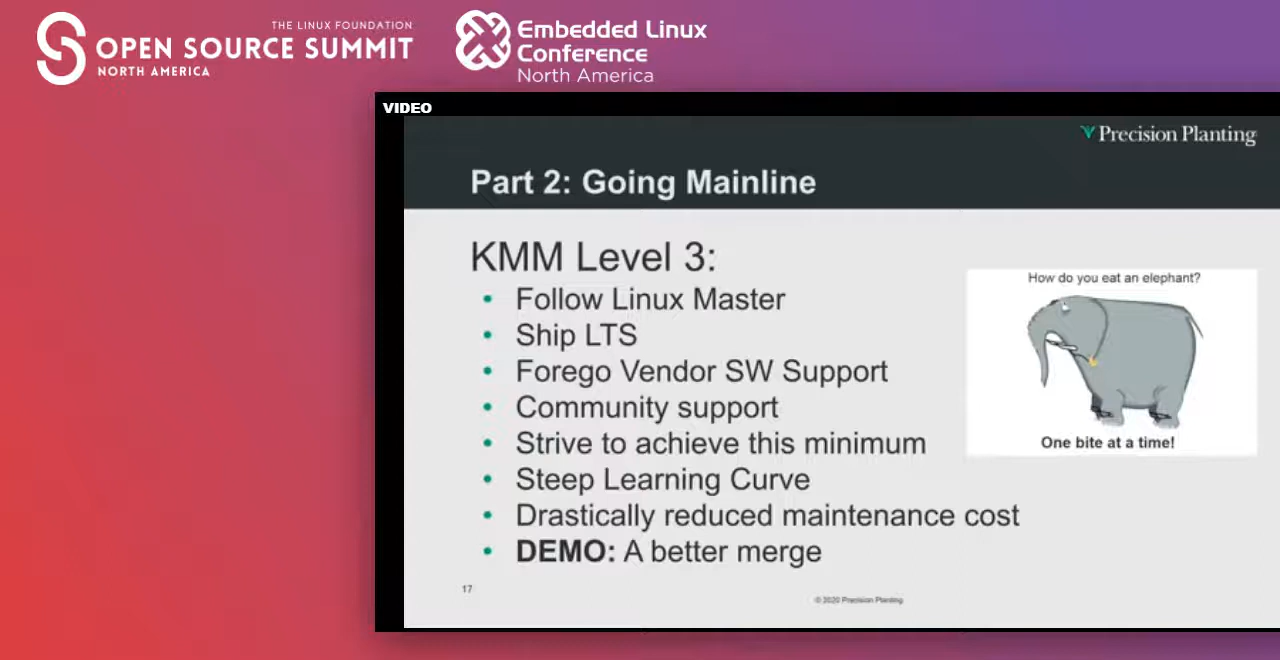 THE LINUX FOUNDATION
OPEN SOURCE SUMMIT
NORTH AMERICA
Embedded Linux
Conference
North America
VIDEO
Precision Planting
Part 2: Going Mainline
KMM Level 3:
• Follow Linux Master
• Ship LTS
• Forego Vendor SW Support
• Community support
• Strive to achieve this minimum
• Steep Learning Curve
• Drastically reduced maintenance cost
• DEMO: A better merge
How do you eat an elephant?
One bite at a time!
17
© 2020 Precision Planting